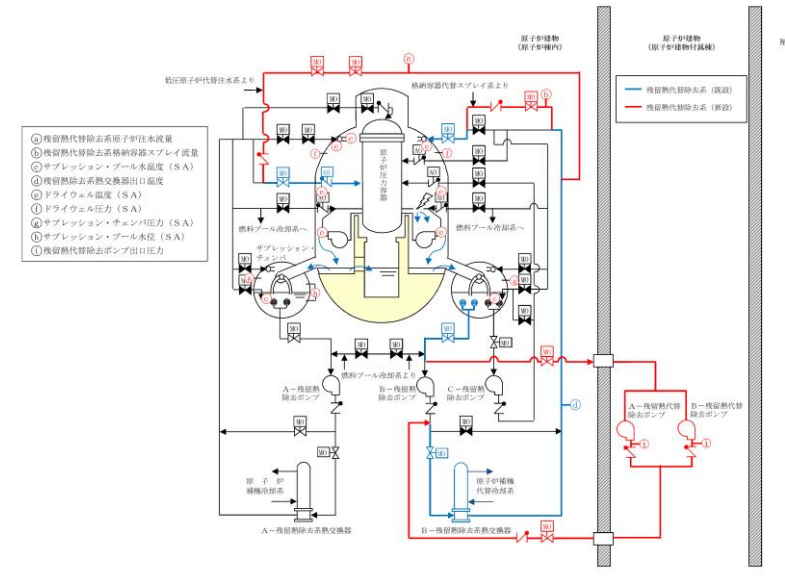 原子炉建物
(原子炉棟内)
原子炉建物
(原子炉建物付属棟)
残留熱代替除去系(既設)
残留熱代替除去系(新設)
低圧原子炉代替注水系より
格納容器代替スプレイ系より
ⓐ残留熱代替除去系原子炉注水流量
ⓑ残留熱代替除去系格納容器スプレイ流量
ⓒサプレッション・プール水温度(SA)
ⓓ残留熱除去系熱交換器出口温度
ⓔドライウェル温度(SA)
ⓕドライウェル圧力(SA)
ⓖサプレッション・チェンバ圧力(SA)
ⓗサプレッション・プール水位(SA)
ⓘ残留熱代替除去ポンプ出口圧力
原子炉圧力容器
燃料プール冷却系へ
燃料プール冷却系へ
サプレッション・
チェンバ
燃料プール冷却系より
A-残留熱
除去ポンプ
B-残留熱
除去ポンプ
C-残留熱
除去ポンプ
A-残留熱代替
除去ポンプ
B-残留熱代替
除去ポンプ
原子炉
補機冷却系
原子炉補機
代替冷却系
A-残留熱除去系熱交換器
B-残留熱除去系熱交換器